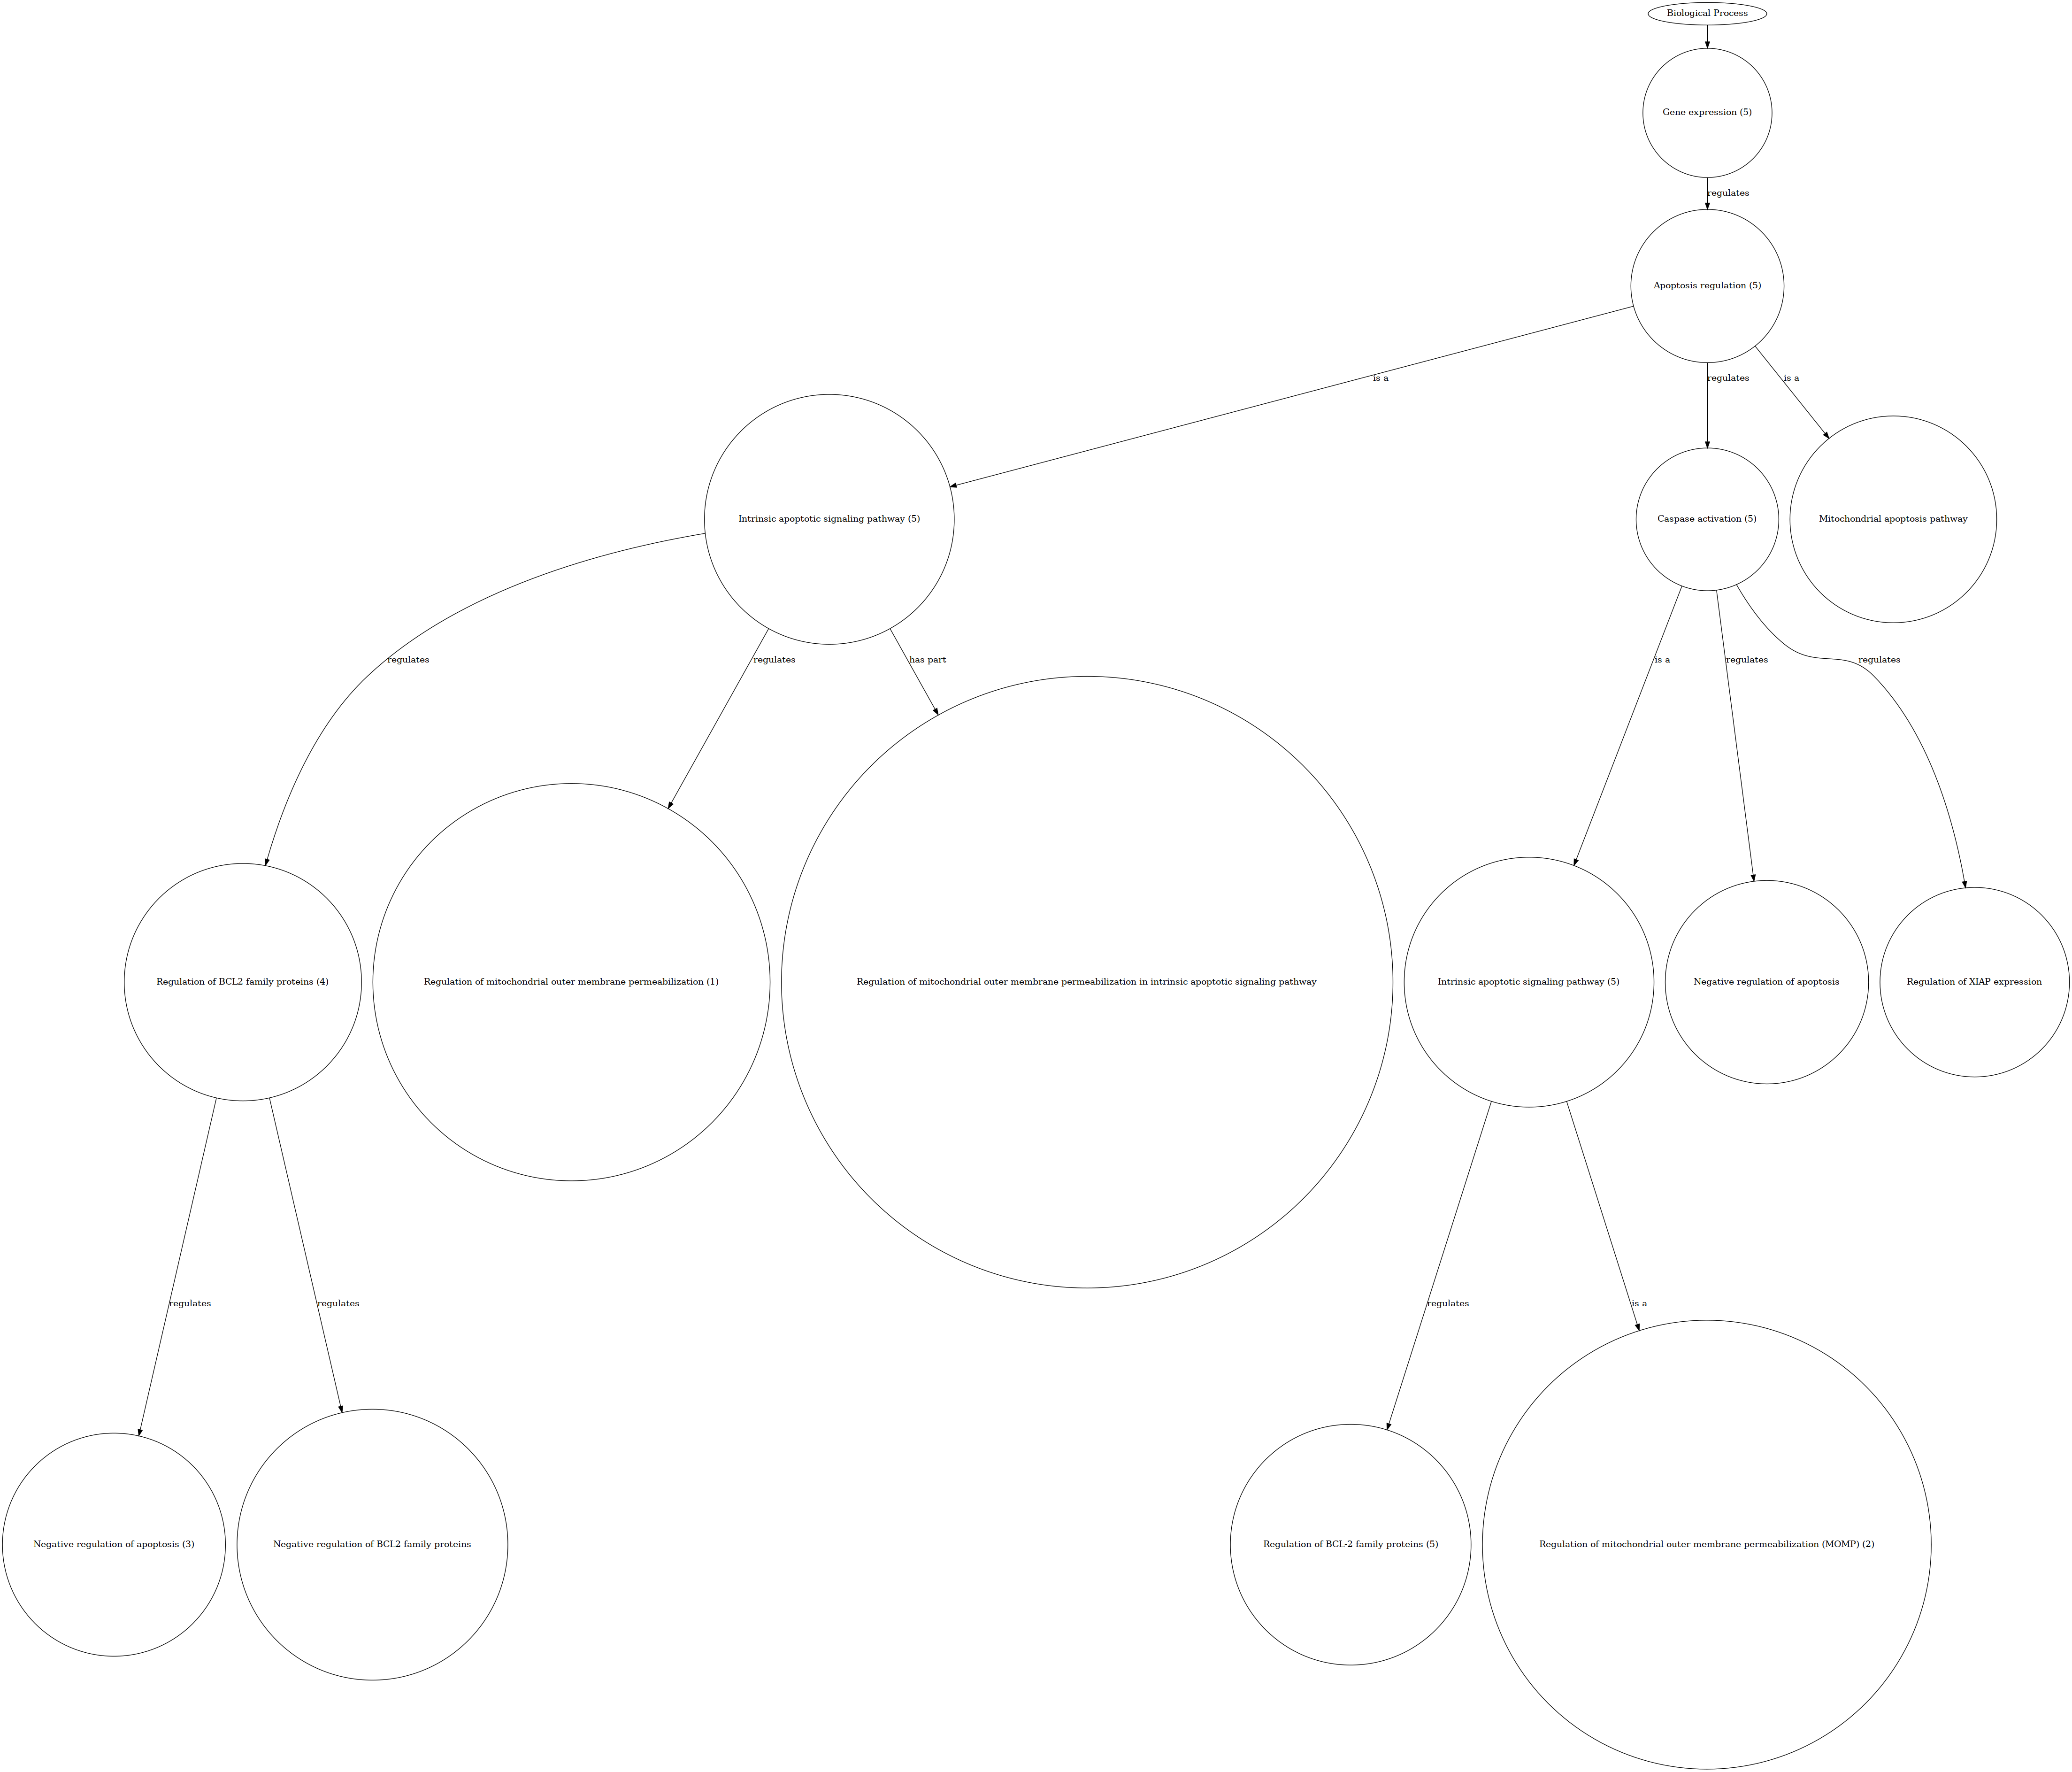 Biological Process
Gene expression (5)
regulates
Apoptosis regulation (5)
is a
regulates
is a
Intrinsic apoptotic signaling pathway (5)
Caspase activation (5)
Mitochondrial apoptosis pathway
regulates
regulates
has part
is a
regulates
regulates
Regulation of BCL2 family proteins (4)
Regulation of mitochondrial outer membrane permeabilization (1)
Regulation of mitochondrial outer membrane permeabilization in intrinsic apoptotic signaling pathway
Intrinsic apoptotic signaling pathway (5)
Negative regulation of apoptosis
Regulation of XIAP expression
regulates
regulates
regulates
is a
Negative regulation of apoptosis (3)
Negative regulation of BCL2 family proteins
Regulation of BCL-2 family proteins (5)
Regulation of mitochondrial outer membrane permeabilization (MOMP) (2)